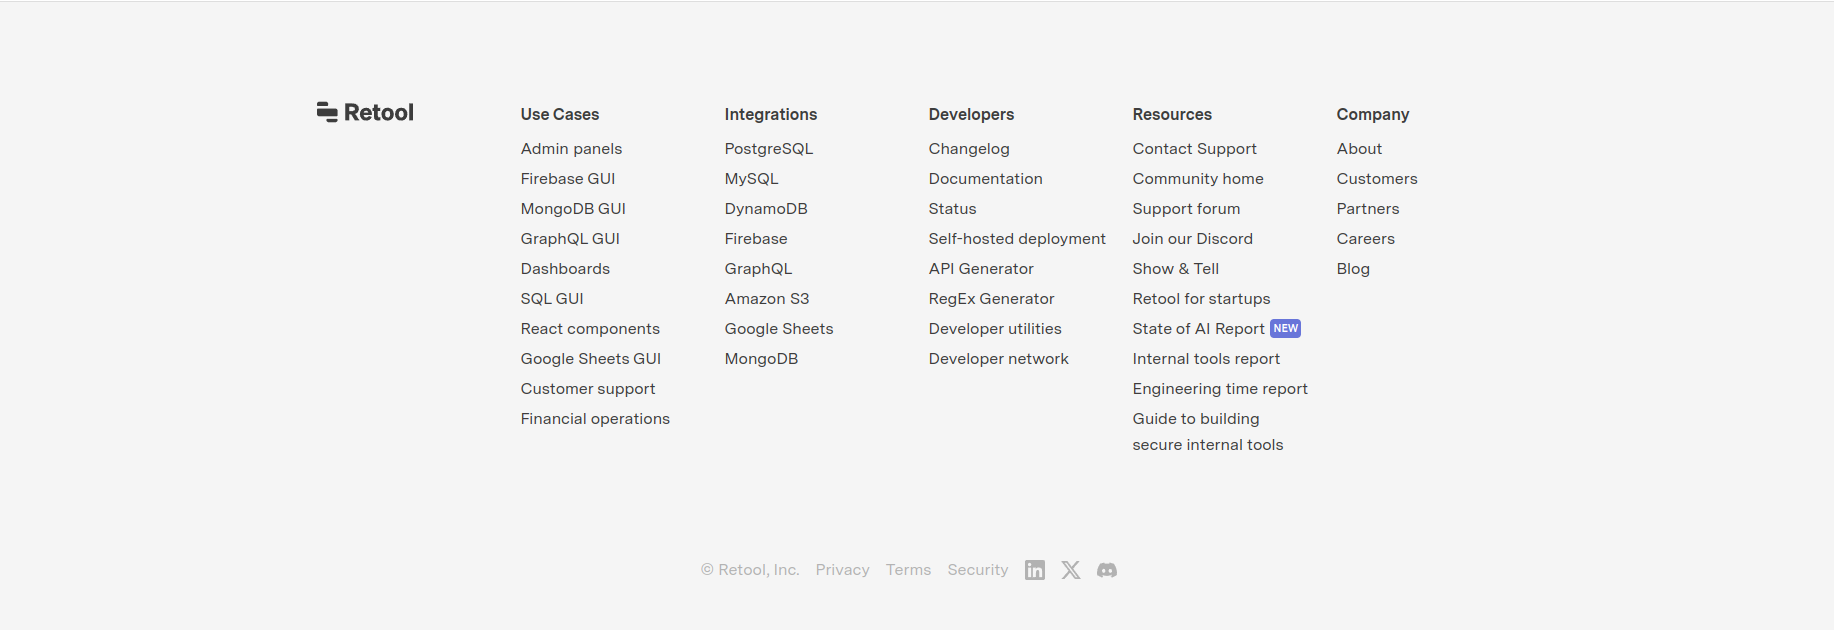 Retool
Use Cases
Admin panels
Firebase GUI
MongoDB GUI
GraphQL GUI
Dashboards
SQL GUI
React components
Google Sheets GUI
Customer support
Financial operations
Integrations
PostgreSQL
MySQL
DynamoDB
Firebase
GraphQL
Amazon S3
Google Sheets
MongoDB
Developers
Changelog
Documentation
Status
Self-hosted deployment
API Generator
RegEx Generator
Developer utilities
Developer network
Resources
Contact Support
Community home
Support forum
Join our Discord
Show & Tell
Retool for startups
State of AI Report NEW
Internal tools report
Engineering time report
Guide to building
secure internal tools
Company
About
Customers
Partners
Careers
Blog
© Retool, Inc. Privacy Terms Security